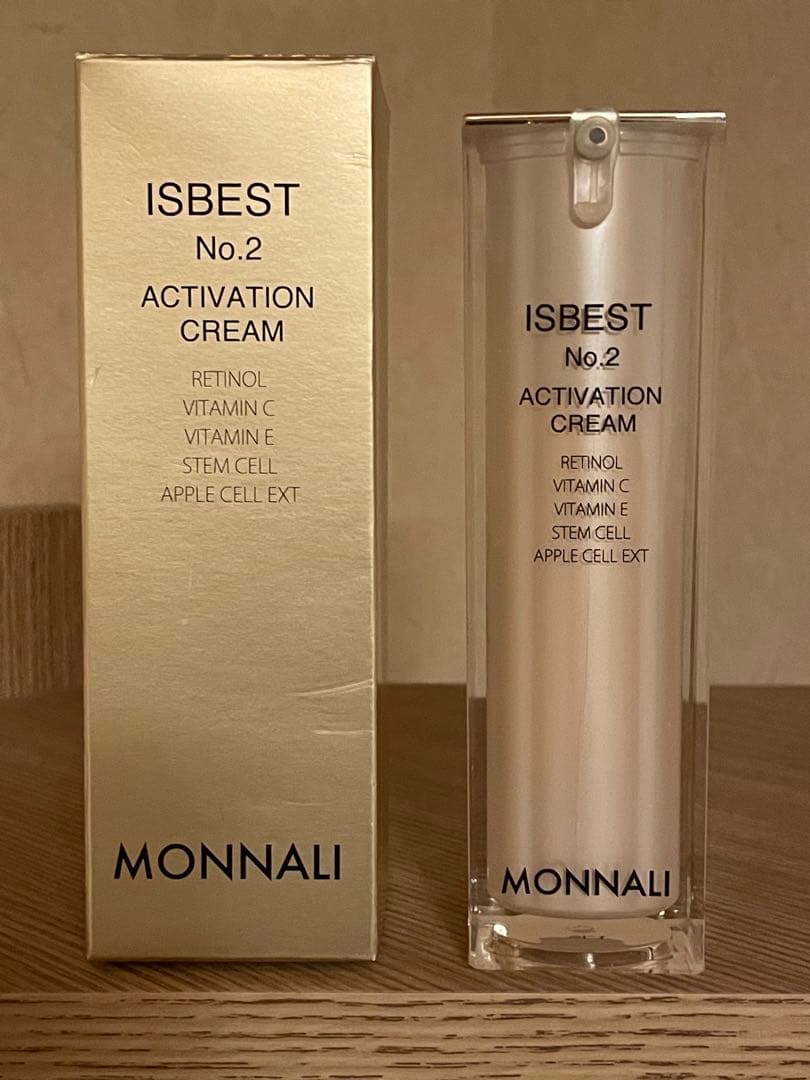 ISBEST
No.2
ACTIVATION
CREAM
RETINOL
VITAMIN C
VITAMIN E
STEM CELL
APPLE CELL EXT
MONNALI
ISBEST
No.2
ACTIVATION
CREAM
RETINOL
VITAMIN C
VITAMIN E
STEM CELL
APPLE CELL EXT
MONNALI